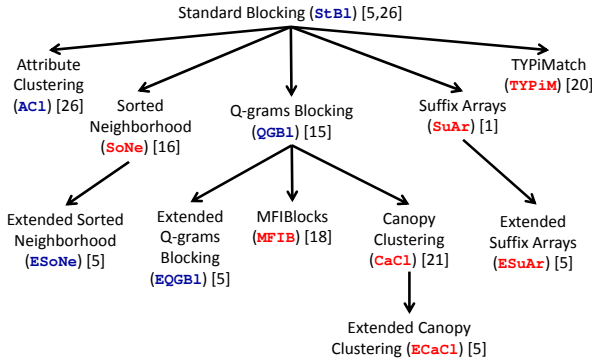 Standard Blocking (StBl) [5,26]
Attribute
Clustering
(ACl) [26]
Sorted
Neighborhood
(SoNe) [16]
Q-grams Blocking
(QGBl) [15]
Suffix Arrays
(SuAr) [1]
TYPiMatch
(TYPiM) [20]
Extended Sorted
Neighborhood
(ESoNe) [5]
Extended
Q-grams
Blocking
(EQGBl) [5]
MFIBlocks
(MFIB) [18]
Canopy
Clustering
(CaCl) [21]
Extended
Suffix Arrays
(ESuAr) [5]
Extended Canopy
Clustering (ECaCl) [5]